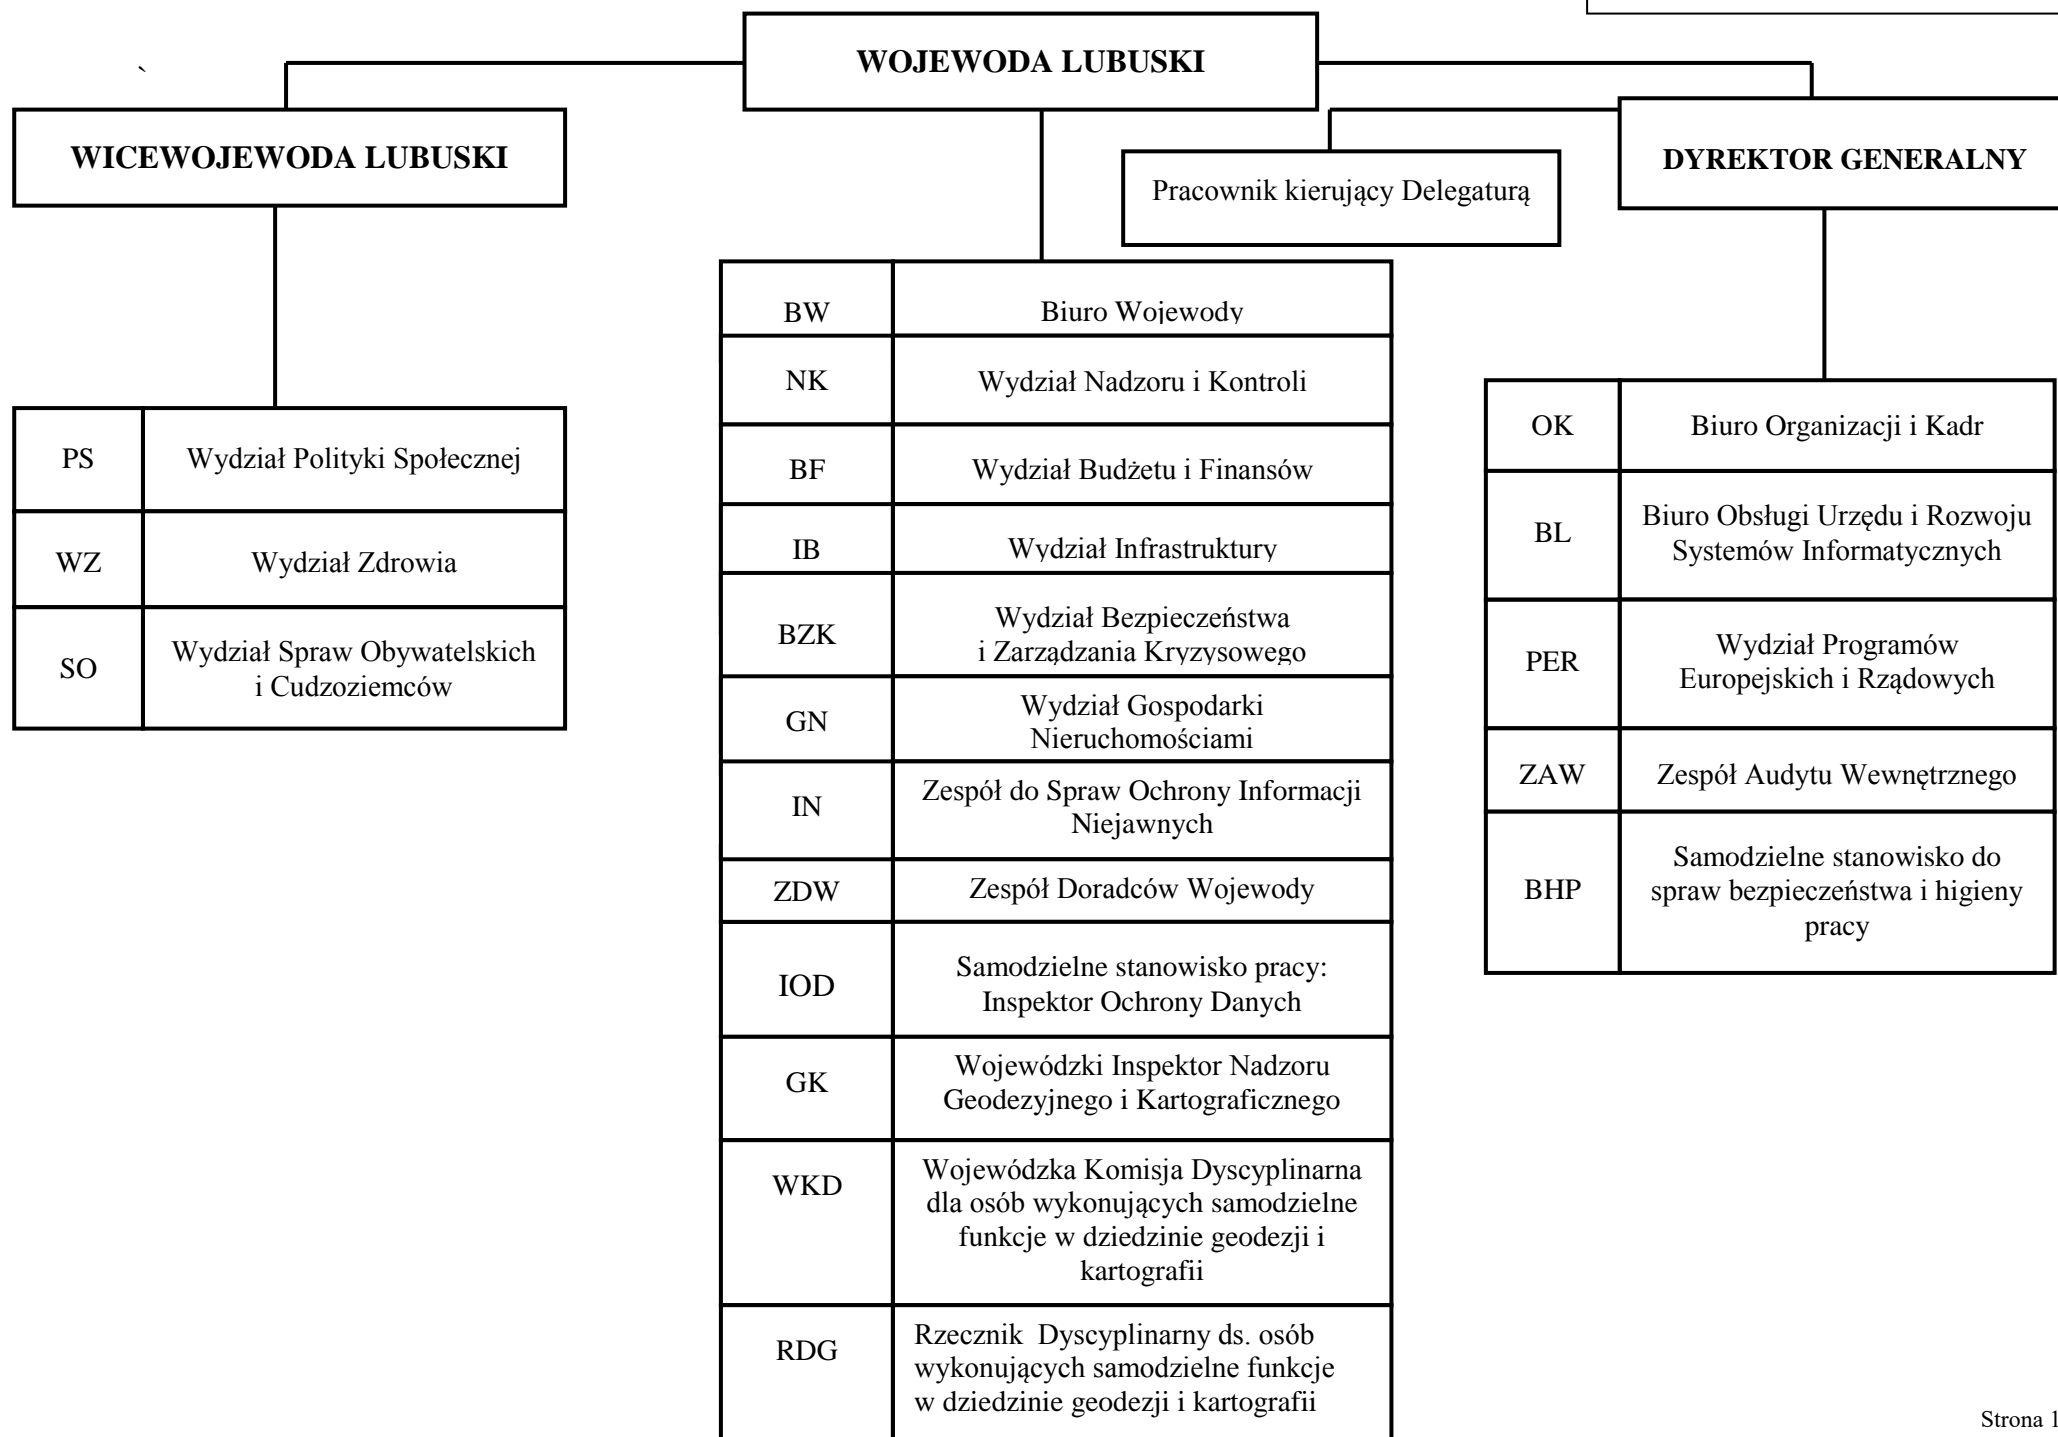 WOJEWODA LUBUSKI
`
WICEWOJEWODA LUBUSKI
Pracownik kierujący Delegaturą
DYREKTOR GENERALNY
PS
Wydział Polityki Społecznej
WZ
Wydział Zdrowia
SO
Wydział Spraw Obywatelskich
i Cudzoziemców
BW
Biuro Wojewody
NK
Wydział Nadzoru i Kontroli
BF
Wydział Budżetu i Finansów
IB
Wydział Infrastruktury
BZK
Wydział Bezpieczeństwa
i Zarządzania Kryzysowego
GN
Wydział Gospodarki
Nieruchomościami
IN
Zespół do Spraw Ochrony Informacji
Niejawnych
ZDW
Zespół Doradców Wojewody
IOD
Samodzielne stanowisko pracy:
Inspektor Ochrony Danych
GK
Wojewódzki Inspektor Nadzoru
Geodezyjnego i Kartograficznego
WKD
Wojewódzka Komisja Dyscyplinarna
dla osób wykonujących samodzielne
funkcje w dziedzinie geodezji i
kartografii
RDG
Rzecznik  Dyscyplinarny ds. osób
wykonujących samodzielne funkcje
w dziedzinie geodezji i kartografii
OK
Biuro Organizacji i Kadr
BL
Biuro Obsługi Urzędu i Rozwoju
Systemów Informatycznych
PER
Wydział Programów
Europejskich i Rządowych
ZAW
Zespół Audytu Wewnętrznego
BHP
Samodzielne stanowisko do
spraw bezpieczeństwa i higieny
pracy
Strona 1